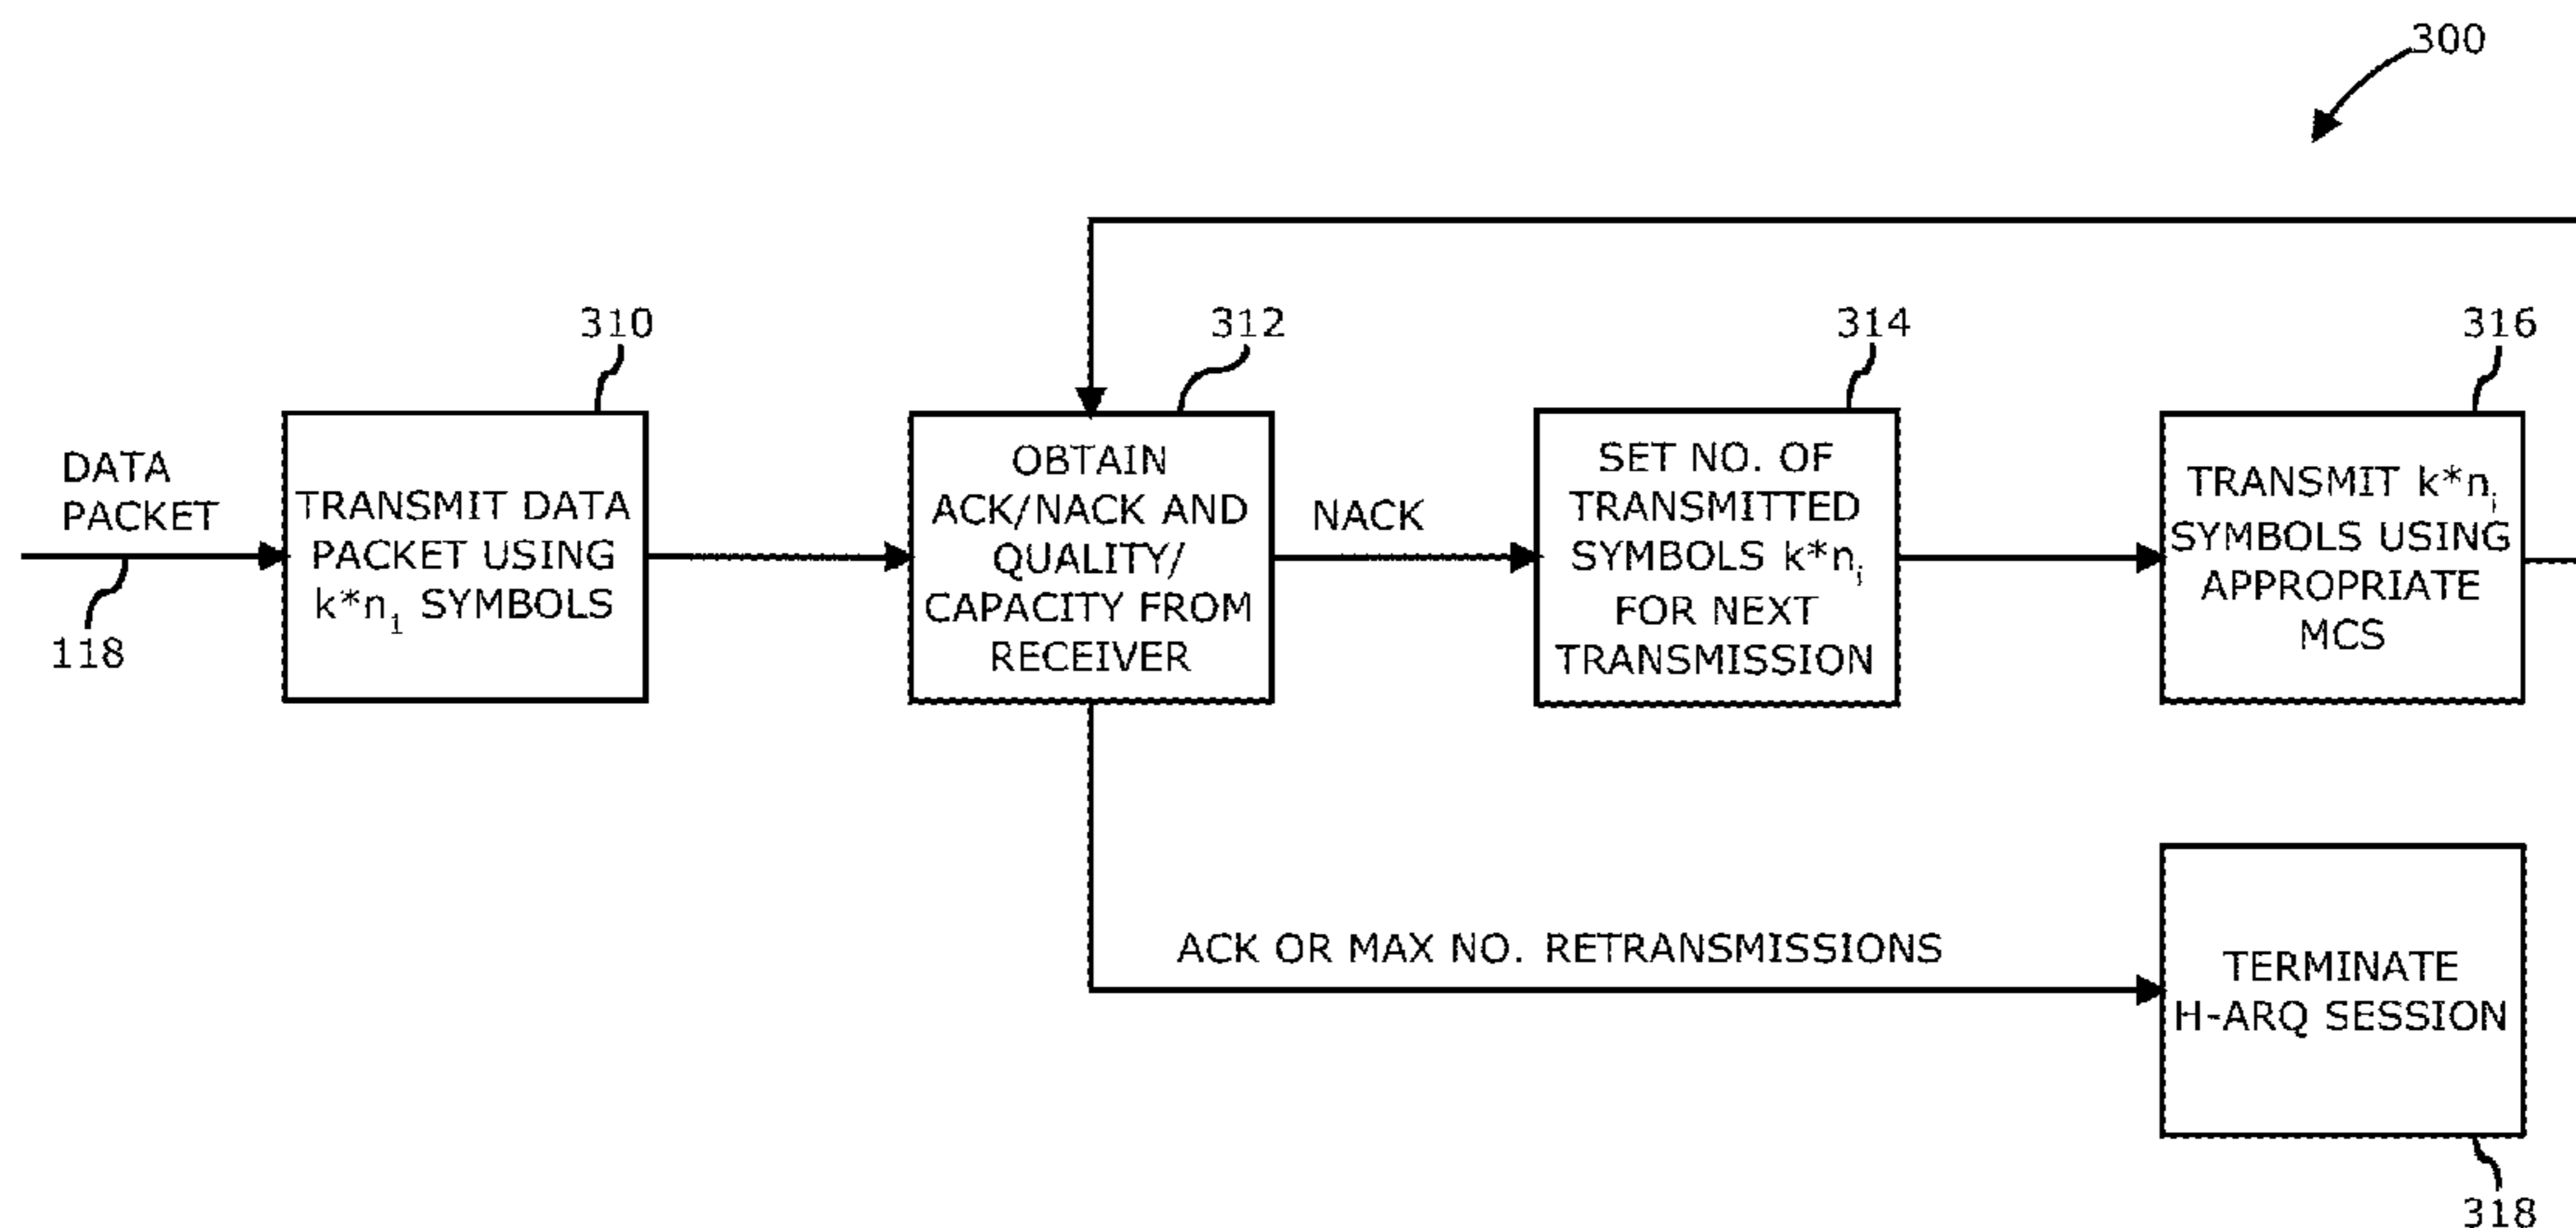 300
310
312
314
316
DATA
PACKET
118
TRANSMIT DATA
PACKET USING
k*n₁ SYMBOLS
OBTAIN
ACK/NACK AND
QUALITY/
CAPACITY FROM
RECEIVER
NACK
SET NO. OF
TRANSMITTED
SYMBOLS k*nᵢ
FOR NEXT
TRANSMISSION
TRANSMIT k*nᵢ
SYMBOLS USING
APPROPRIATE
MCS
ACK OR MAX NO. RETRANSMISSIONS
TERMINATE
H-ARQ SESSION
318